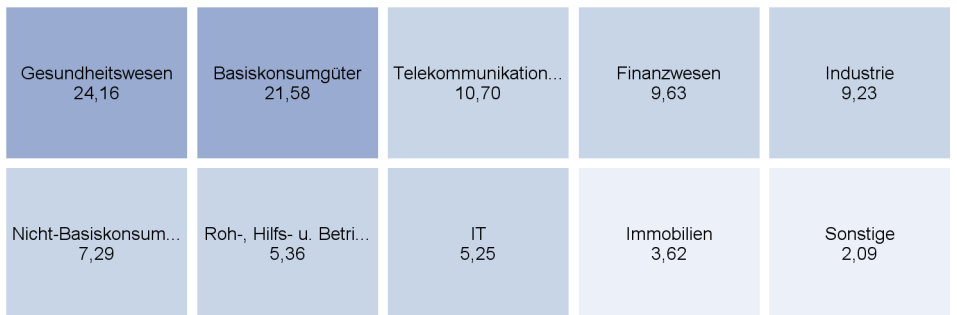 Gesundheitswesen
24,16
Basiskonsumgüter
21,58
Telekommunikation...
10,70
Finanzwesen
9,63
Industrie
9,23
Nicht-Basiskonsum...
7,29
Roh-, Hilfs- u. Betri...
5,36
IT
5,25
Immobilien
3,62
Sonstige
2,09